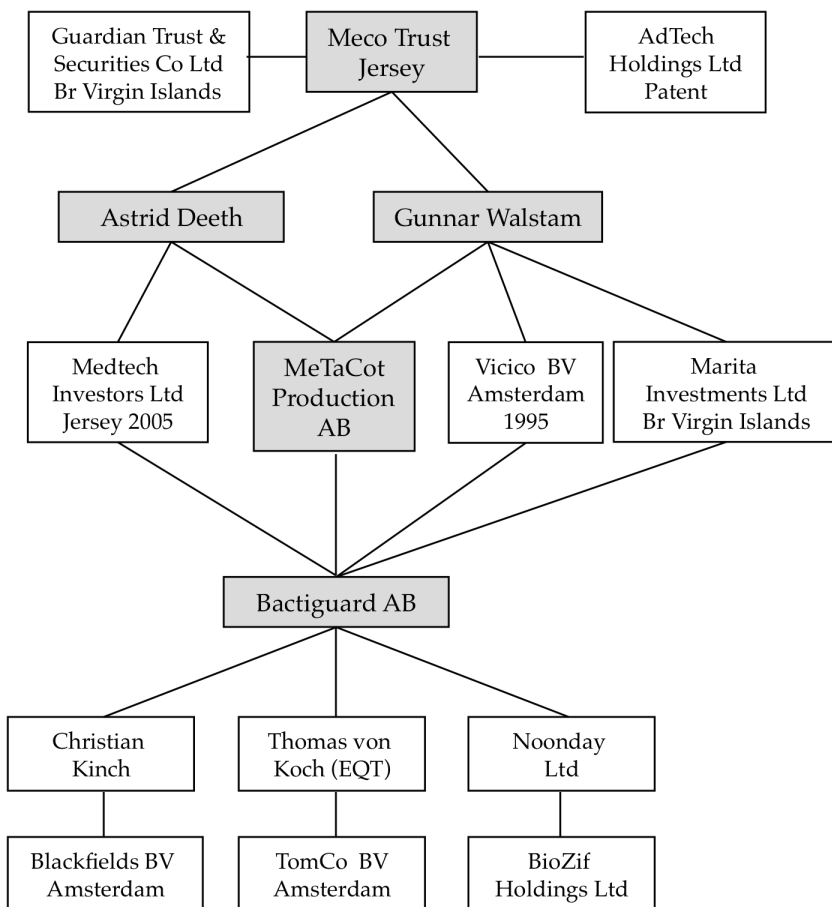 Guardian Trust &
Securities Co Ltd
Br Virgin Islands
Meco Trust
Jersey
AdTech
Holdings Ltd
Patent
Astrid Deeth
Gunnar Walstam
Medtech
Investors Ltd
Jersey 2005
MeTaCot
Production
AB
Vicico BV
Amsterdam
1995
Marita
Investments Ltd
Br Virgin Islands
Bactiguard AB
Christian
Kinch
Thomas von
Koch (EQT)
Noonday
Ltd
Blackfields BV
Amsterdam
TomCo BV
Amsterdam
BioZif
Holdings Ltd